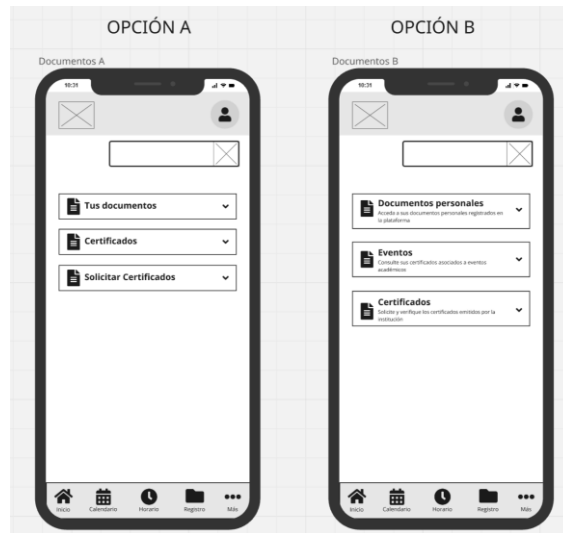 OPCIÓN A
Documentos A
10:31
Tus documentos
Certificados
Solicitar Certificados
Inicio
Calendario
Horario
Registro
Más
OPCIÓN B
Documentos B
10:31
Documentos personales
Acceda a sus documentos personales registrados en
la plataforma
Eventos
Consulte sus certificados asociados a eventos
académicos
Certificados
Solicite y verifique los certificados emitidos por la
institución
Inicio
Calendario
Horario
Registro
Más